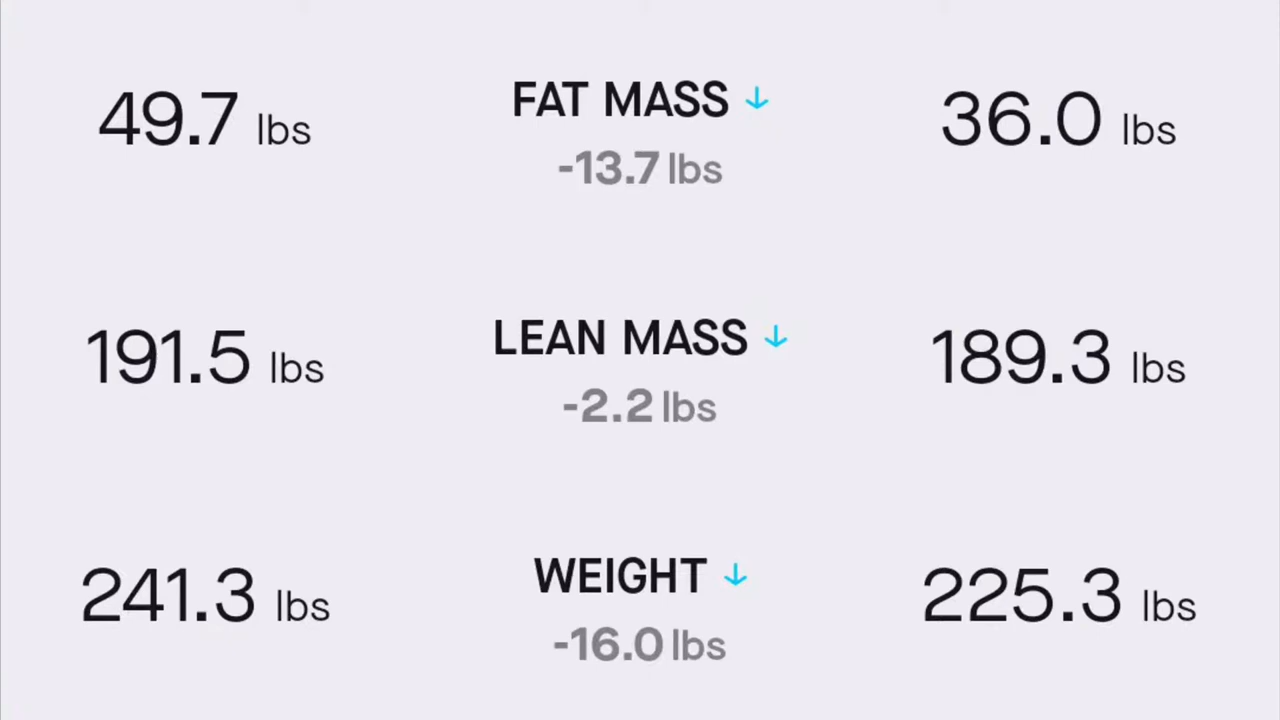 49.7 lbs FAT MASS ↓ 36.0 lbs
-13.7 lbs
191.5 lbs LEAN MASS ↓ 189.3 lbs
-2.2 lbs
241.3 lbs WEIGHT ↓ 225.3 lbs
-16.0 lbs